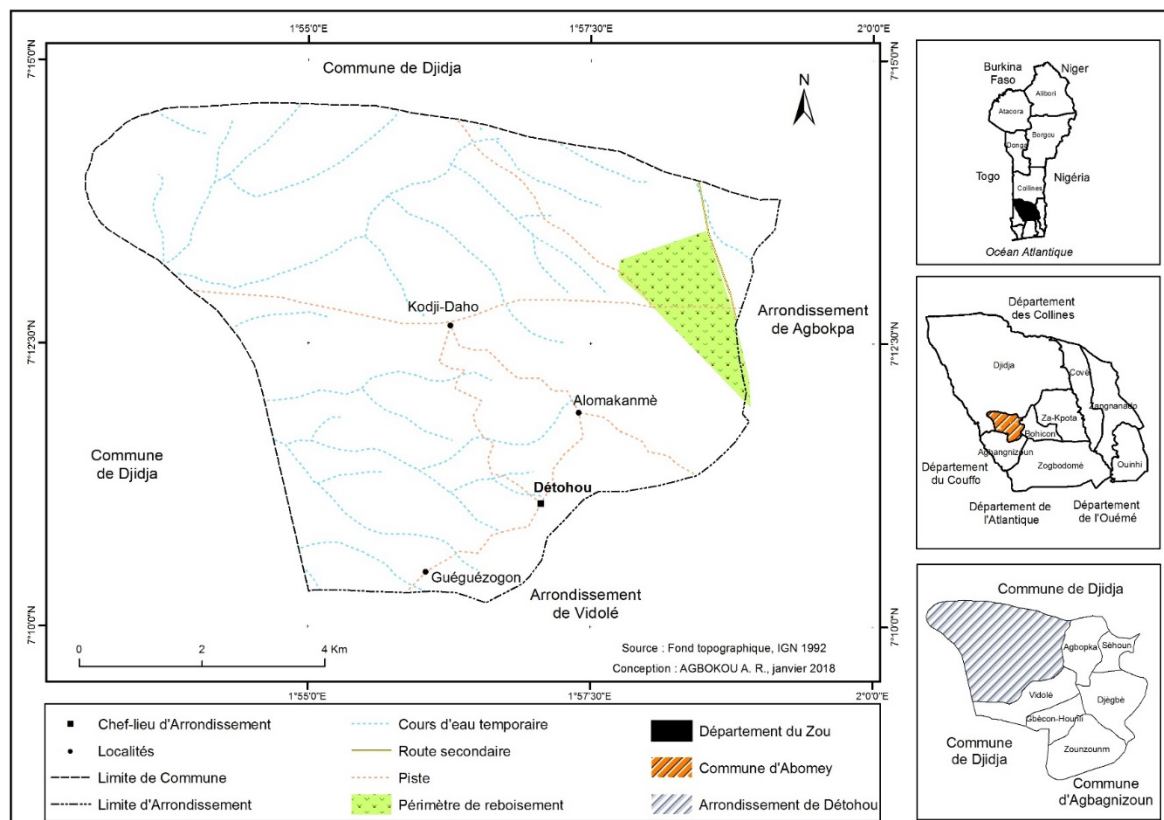 1°55'0"E
1°57'30"E
2°0'0"E
7°15'0"N
7°15'0"N
Commune de Djidja
N
Kodji-Daho
Arrondissement
de Agbokpa
7°12'30"N
7°12'30"N
Alomakanmè
Commune
de Djidja
Détohou
Guéguézogon
Arrondissement
de Vidolé
7°10'0"N
7°10'0"N
0 2 4 Km
Source : Fond topographique, IGN 1992
Conception : AGBOKOU A. R., janvier 2018
1°55'0"E
1°57'30"E
2°0'0"E
Chef-lieu d'Arrondissement
Localités
Limite de Commune
Limite d'Arrondissement
Cours d'eau temporaire
Route secondaire
Piste
Périmètre de reboisement
Département du Zou
Commune d'Abomey
Arrondissement de Détohou
Burkina
Faso
Niger
Alibori
Atacora
Borgou
Donga
Togo
Nigéria
Collines
Océan Atlantique
Département
des Collines
Djidja
Covè
Zangnanado
Za-Kpota
Bohicon
Agbangnizoun
Zogbodomè
Ouinhi
Département
du Couffo
Département de
l'Atlantique
Département
de l'Ouémé
Commune de Djidja
Agbopka
Sèhoun
Vidolé
Djègbè
Gbècon-Hounli
Zounzounm
Commune
de Djidja
Commune
d'Agbagnizoun